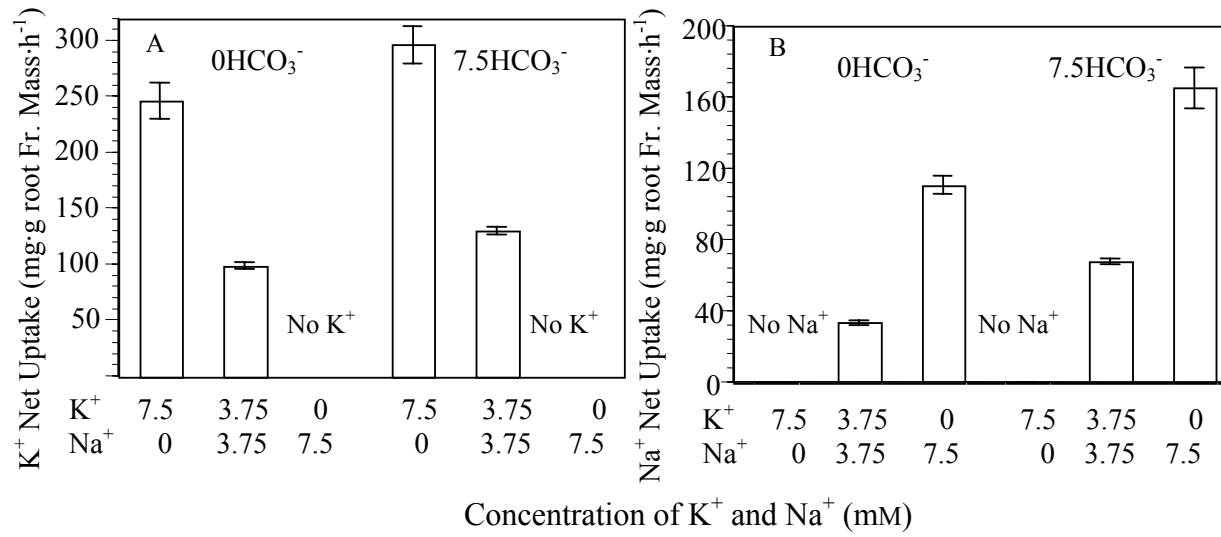 K⁺ Net Uptake (mg·g root Fr. Mass·h⁻¹)
300
250
200
150
100
50
A
0HCO₃⁻
7.5HCO₃⁻
No K⁺
No K⁺
K⁺ 7.5 3.75 0 7.5 3.75 0
Na⁺ 0 3.75 7.5 0 3.75 7.5
Na⁺ Net Uptake (mg·g root Fr. Mass·h⁻¹)
200
160
120
80
40
0
B
0HCO₃⁻
7.5HCO₃⁻
No Na⁺
No Na⁺
K⁺ 7.5 3.75 0 7.5 3.75 0
Na⁺ 0 3.75 7.5 0 3.75 7.5
Concentration of K⁺ and Na⁺ (mM)